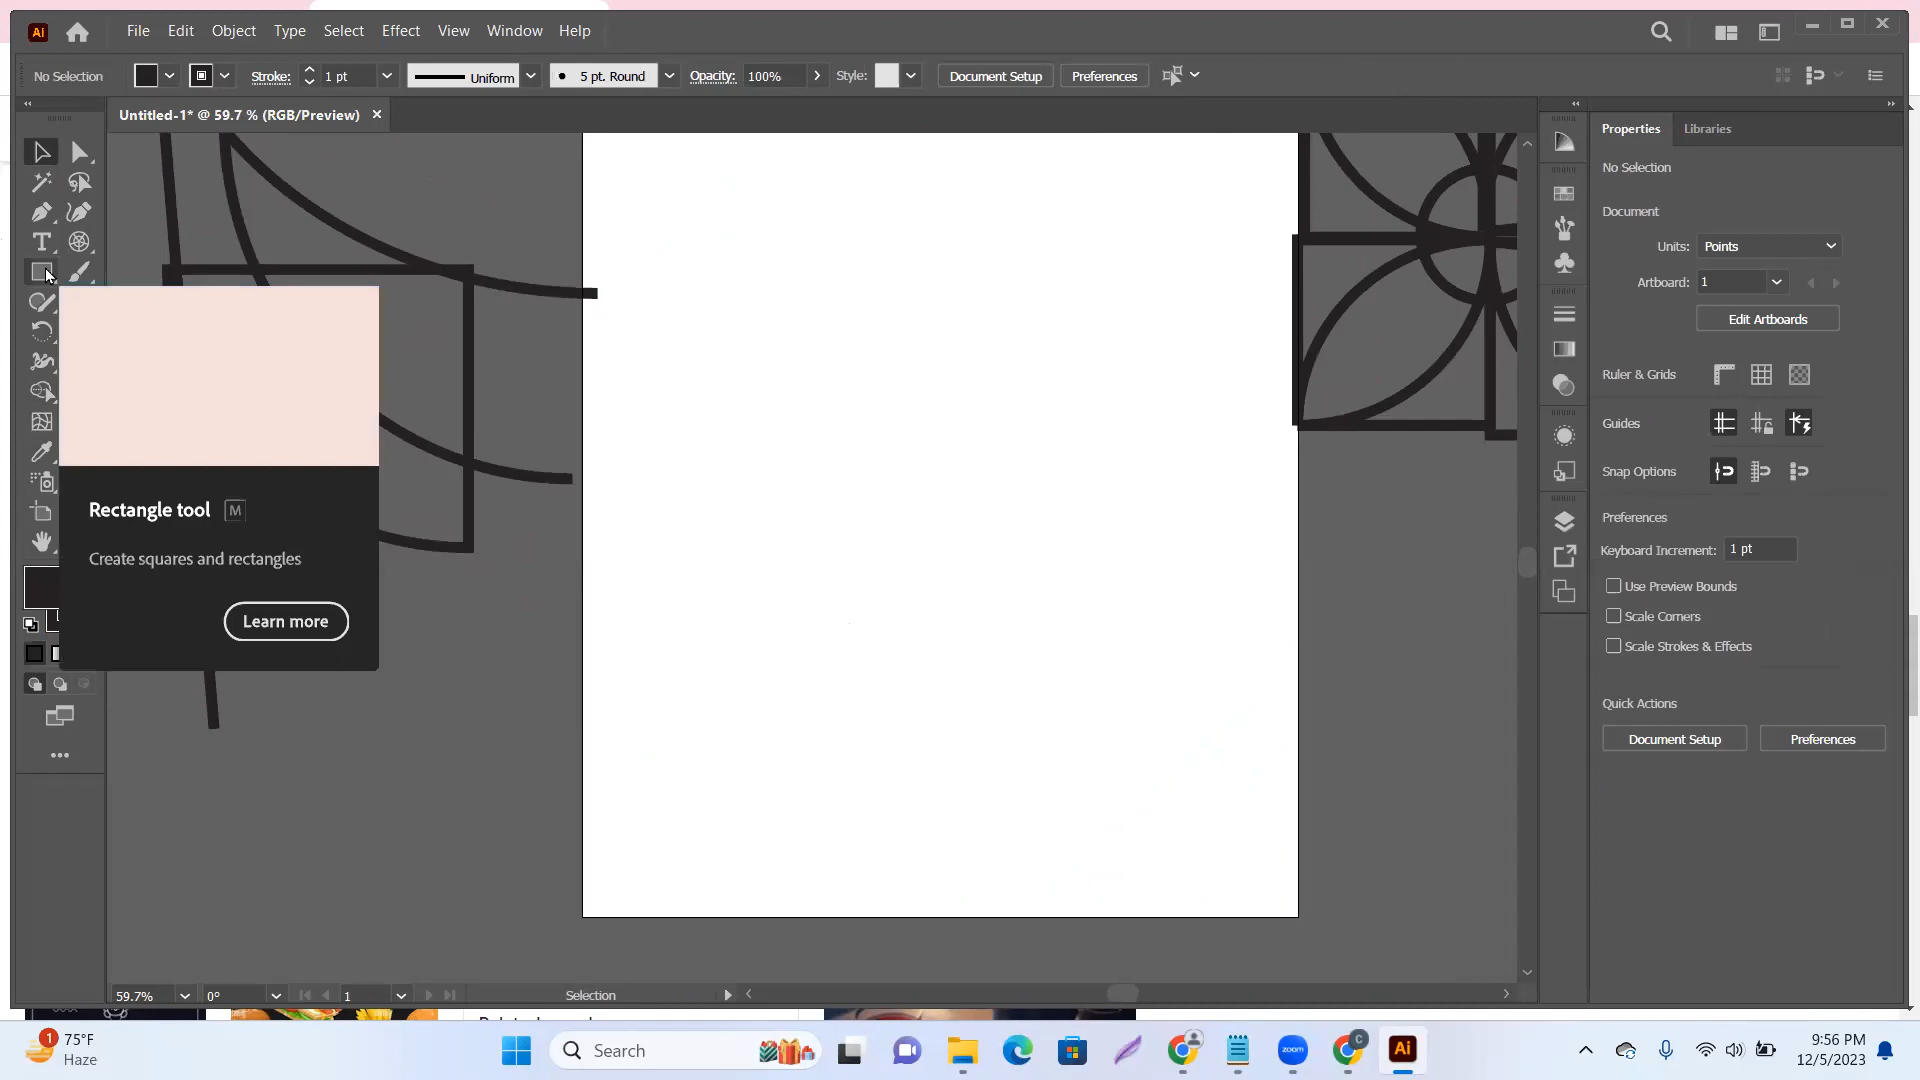 Ai File Edit Object Type Select Effect View Window Help
No Selection Stroke: 1 pt Uniform 5 pt. Round Opacity: 100% Style: Document Setup Preferences
Untitled-1* @ 59.7 % (RGB/Preview) ×
Properties Libraries
No Selection
Document
Units: Points
Artboard: 1
Edit Artboards
Ruler & Grids
Guides
Snap Options
Preferences
Keyboard Increment: 1 pt
Use Preview Bounds
Scale Corners
Scale Strokes & Effects
Quick Actions
Document Setup Preferences
T
Rectangle tool M
Create squares and rectangles
Learn more
59.7% 0° 1 Selection
1
75°F
Haze
Search
zoom
C
Ai
9:56 PM
12/5/2023